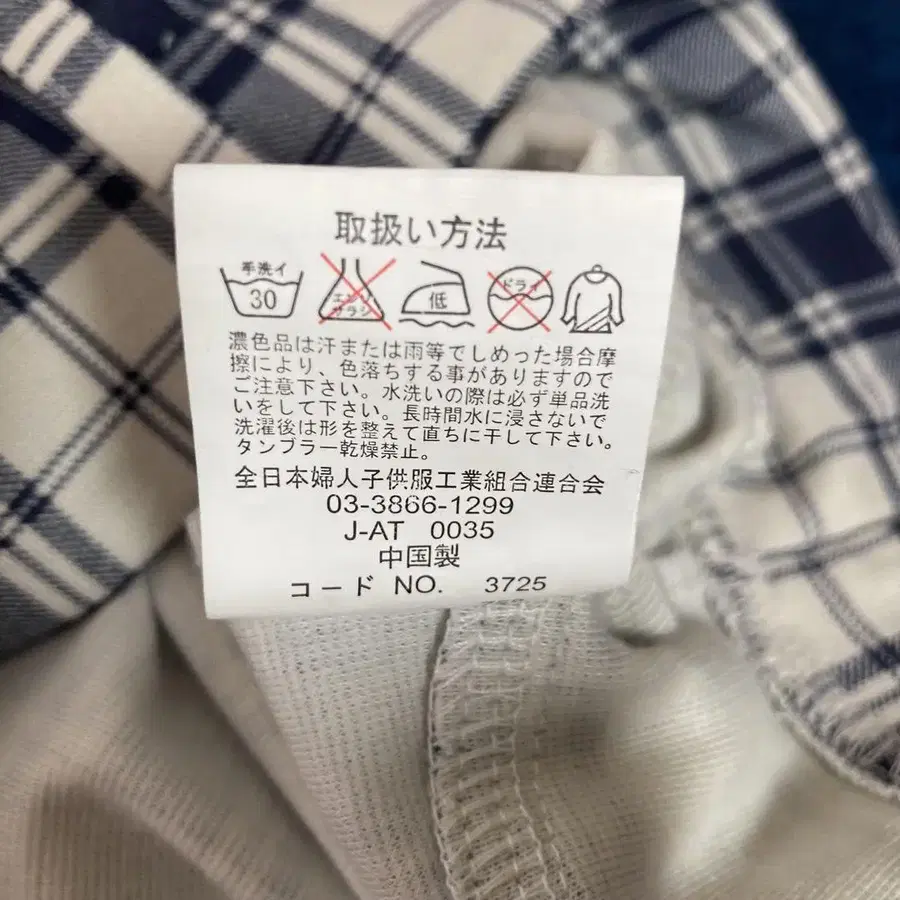 取扱い方法
手洗イ
30
エンソ
サラシ
低
ドライ
濃色品は汗または雨等でしめった場合摩
擦により、色落ちする事がありますので
ご注意下さい。水洗いの際は必ず単品洗
いをして下さい。長時間水に浸さないで
洗濯後は形を整えて直ちに干して下さい。
タンブラー乾燥禁止。
全日本婦人子供服工業組合連合会
03-3866-1299
J-AT 0035
中国製
コード NO. 3725